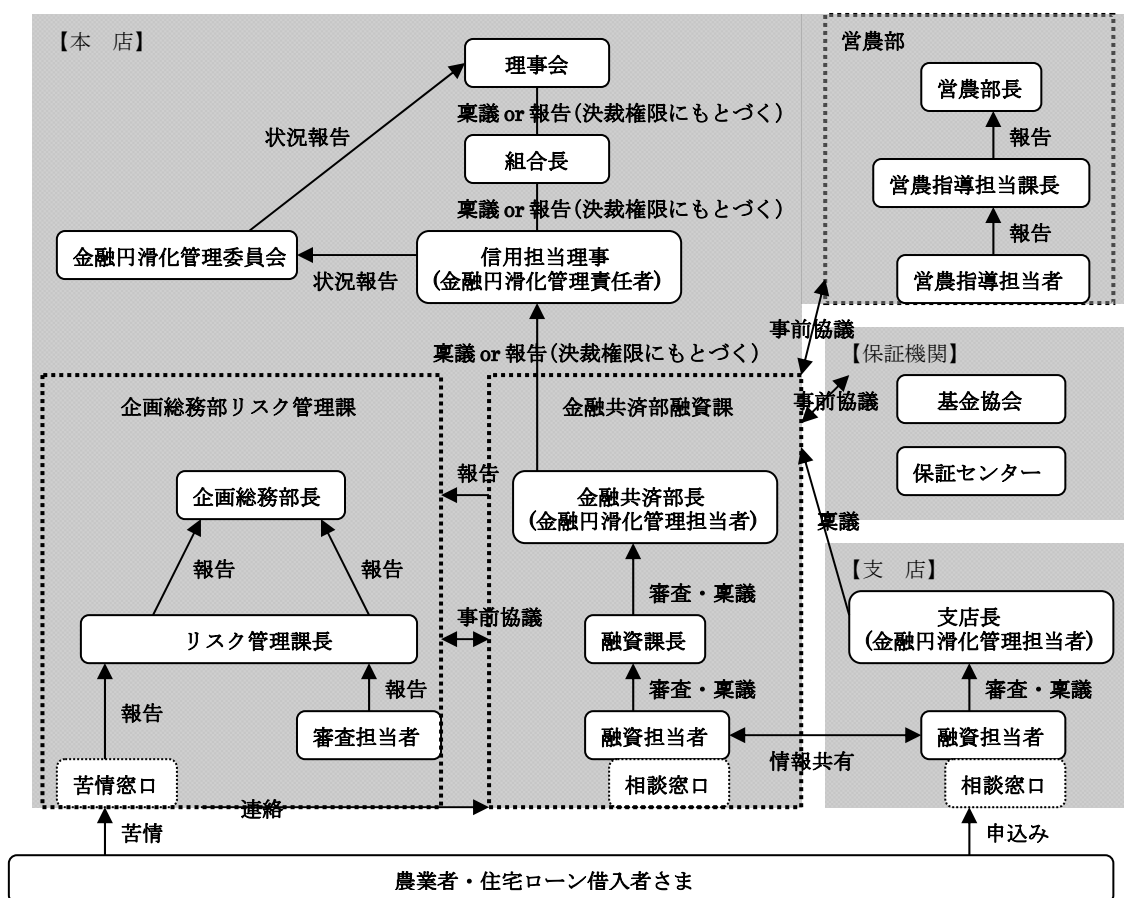 【本　店】
理事会
稟議 or 報告（決裁権限にもとづく）
状況報告
組合長
稟議 or 報告（決裁権限にもとづく）
金融円滑化管理委員会
状況報告
信用担当理事
（金融円滑化管理責任者）
稟議 or 報告（決裁権限にもとづく）
営農部
営農部長
報告
営農指導担当課長
報告
営農指導担当者
事前協議
【保証機関】
事前協議
基金協会
保証センター
企画総務部リスク管理課
企画総務部長
報告
報告
リスク管理課長
報告
報告
審査担当者
苦情窓口
報告
事前協議
連絡
金融共済部融資課
金融共済部長
（金融円滑化管理担当者）
審査・稟議
融資課長
審査・稟議
融資担当者
相談窓口
情報共有
稟議
【支　店】
支店長
（金融円滑化管理担当者）
審査・稟議
融資担当者
相談窓口
苦情
申込み
農業者・住宅ローン借入者さま